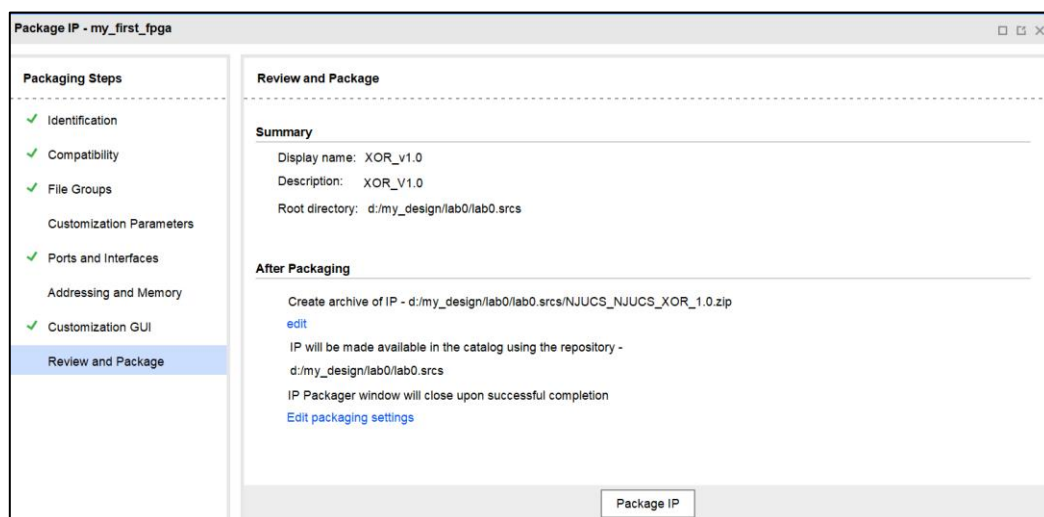 Package IP - my_first_fpga
Packaging Steps
Identification
Compatibility
File Groups
Customization Parameters
Ports and Interfaces
Addressing and Memory
Customization GUI
Review and Package
Review and Package
Summary
Display name: XOR_v1.0
Description: XOR_V1.0
Root directory: d:/my_design/lab0/lab0.srcs
After Packaging
Create archive of IP - d:/my_design/lab0/lab0.srcs/NJUCS_NJUCS_XOR_1.0.zip
edit
IP will be made available in the catalog using the repository -
d:/my_design/lab0/lab0.srcs
IP Packager window will close upon successful completion
Edit packaging settings
Package IP